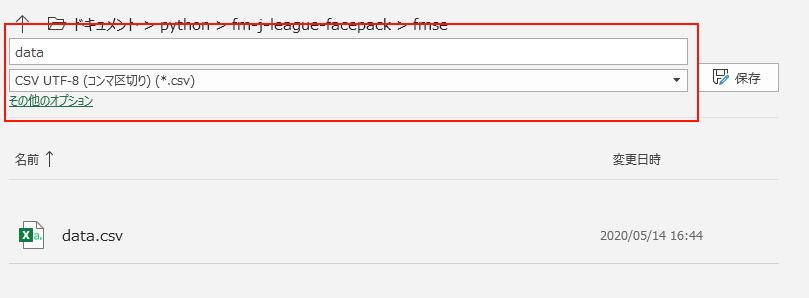 ドキュメント > python > fm-j-league-facepack > fmse
data
CSV UTF-8 (コンマ区切り) (*.csv)
保存
その他のオプション
名前 ↑ 変更日時
data.csv 2020/05/14 16:44